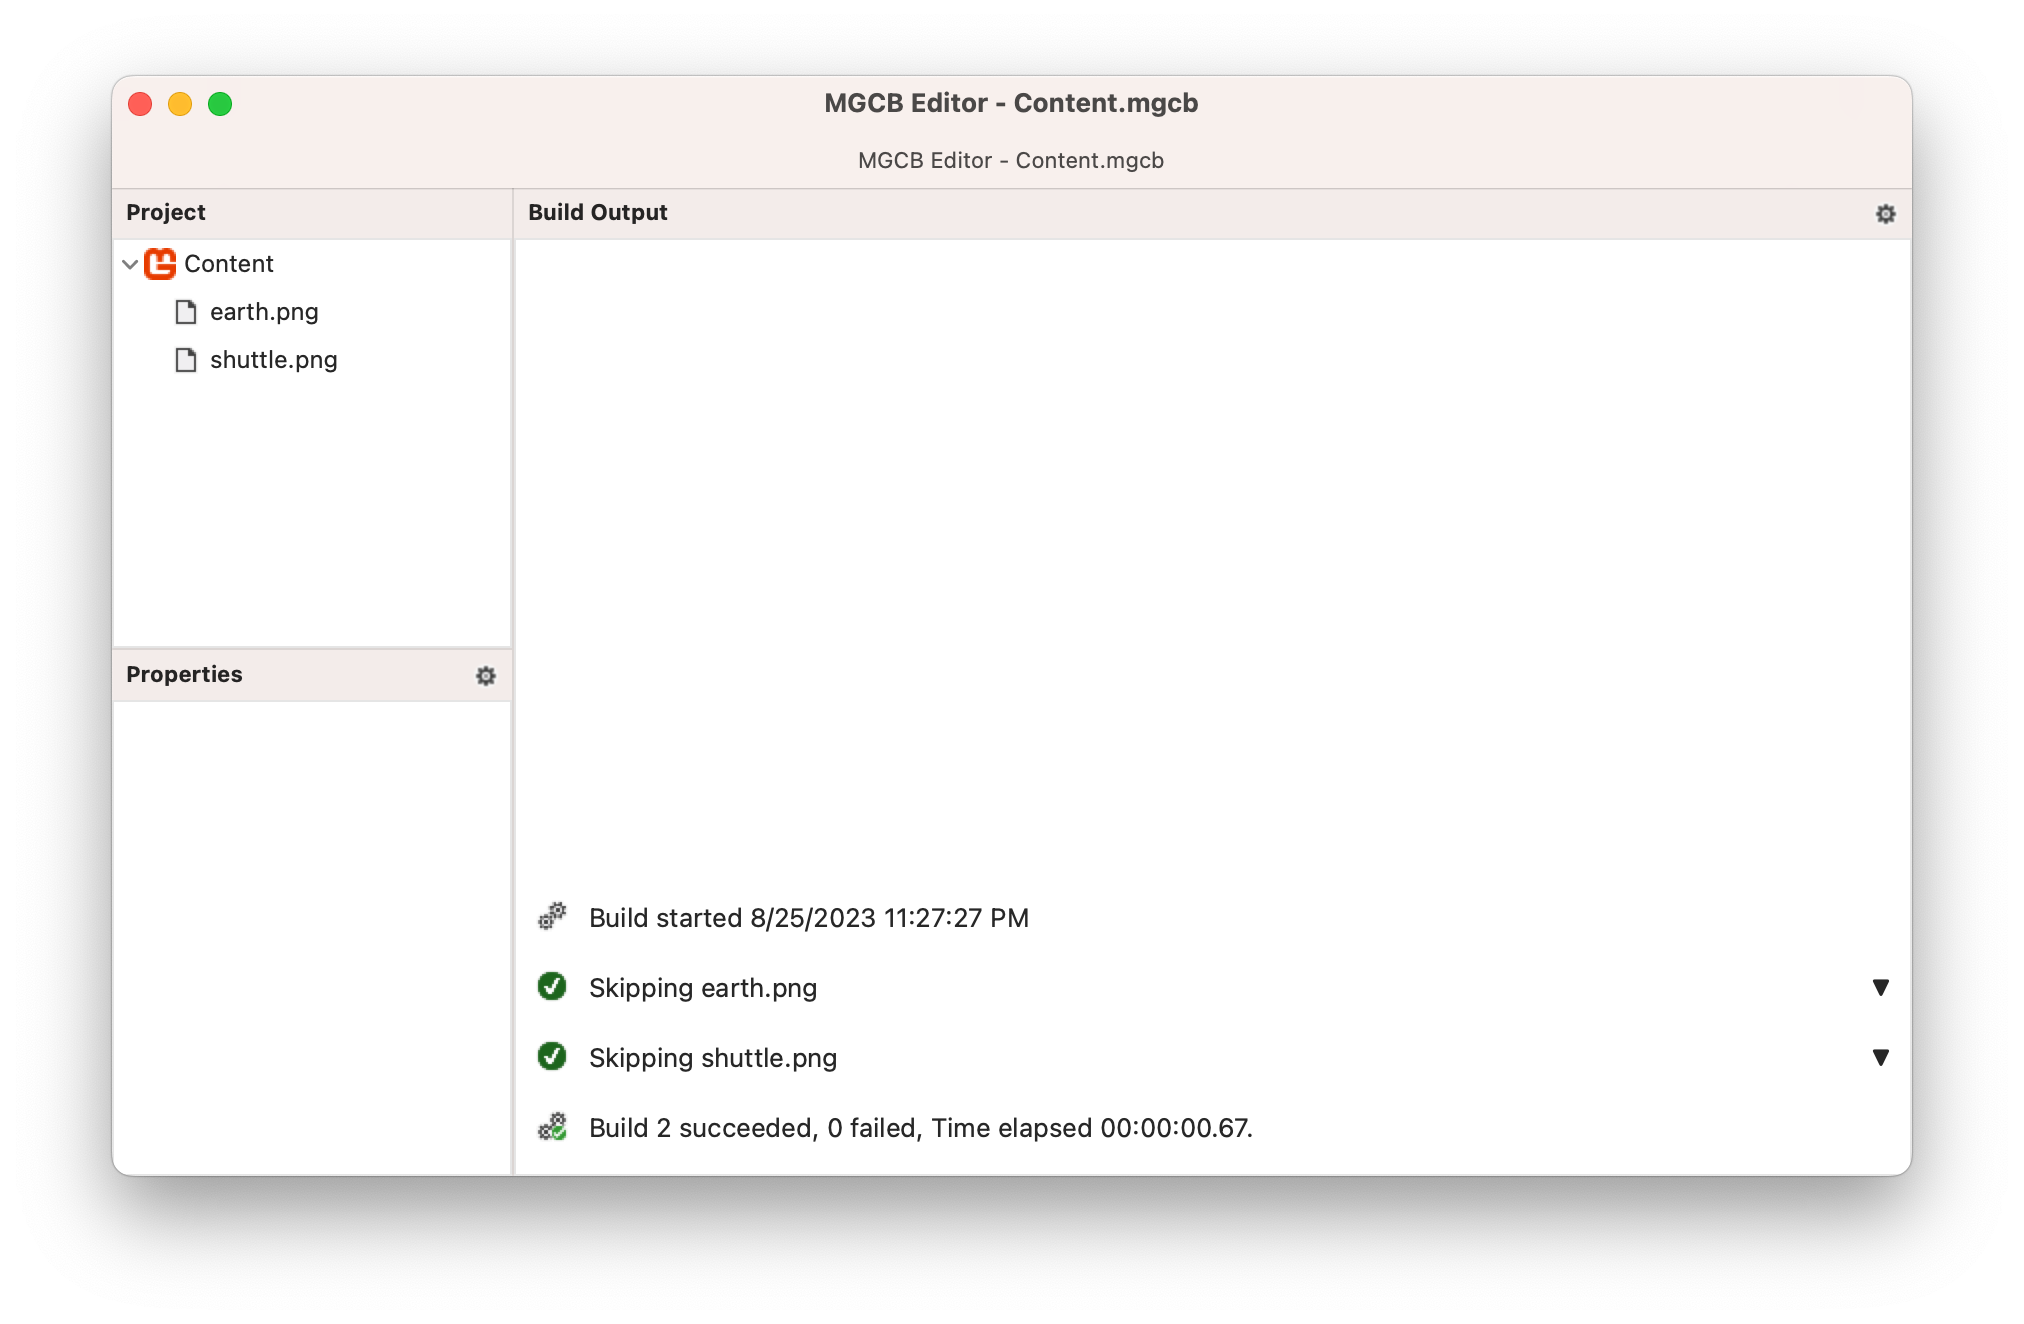 MGCB Editor - Content.mgcb
MGCB Editor - Content.mgcb
Project
Content
earth.png
shuttle.png
Properties
Build Output
Build started 8/25/2023 11:27:27 PM
Skipping earth.png
Skipping shuttle.png
Build 2 succeeded, 0 failed, Time elapsed 00:00:00.67.